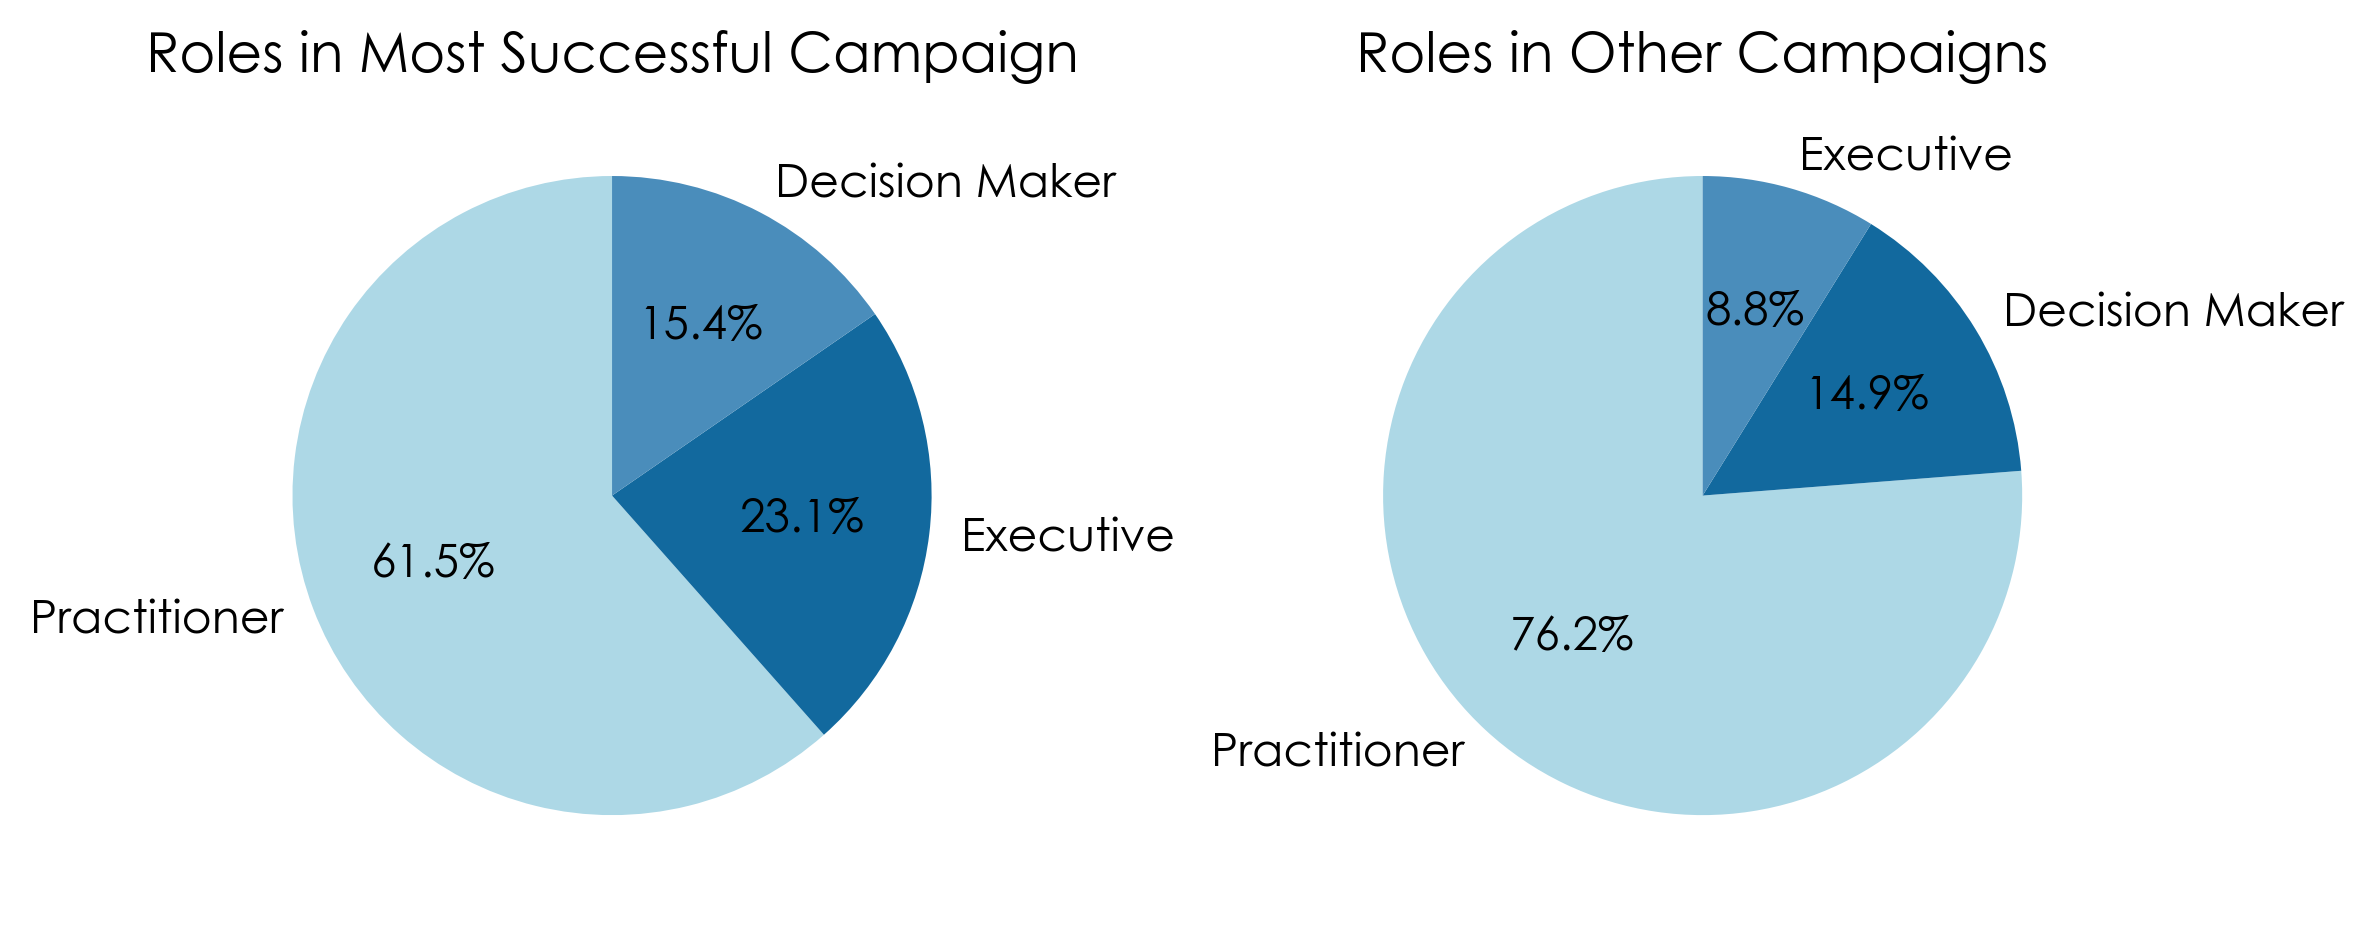 Roles in Most Successful Campaign
Decision Maker
15.4%
23.1%
Executive
61.5%
Practitioner
Roles in Other Campaigns
Executive
8.8%
Decision Maker
14.9%
76.2%
Practitioner